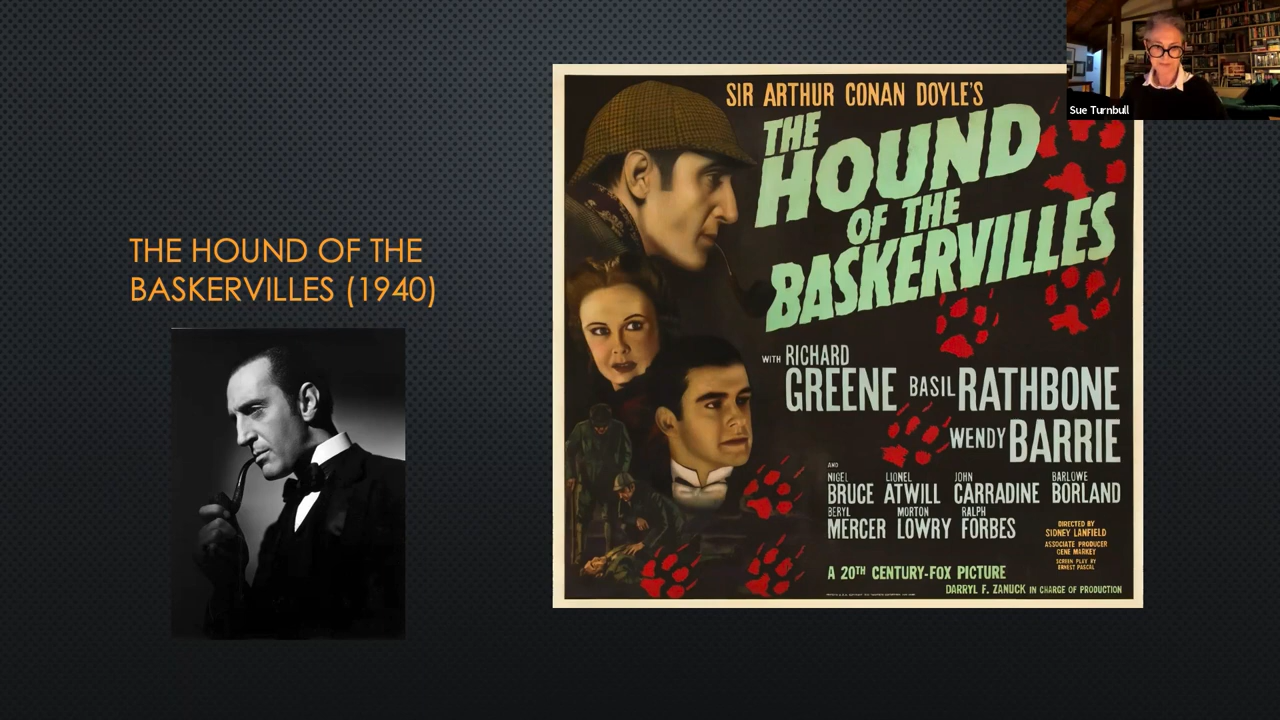 THE HOUND OF THE
BASKERVILLES (1940)
SIR ARTHUR CONAN DOYLE'S
THE
HOUND
OF THE
BASKERVILLES
WITH RICHARD
GREENE BASIL RATHBONE
WENDY BARRIE
AND
NIGEL LIONEL JOHN BARLOWE
BRUCE ATWILL CARRADINE BORLAND
BERYL MORTON RALPH
MERCER LOWRY FORBES
DIRECTED BY
SIDNEY LANFIELD
ASSOCIATE PRODUCER
GENE MARKEY
SCREEN PLAY BY
ERNEST PASCAL
A 20TH CENTURY-FOX PICTURE
DARRYL F. ZANUCK IN CHARGE OF PRODUCTION
Sue Turnbull